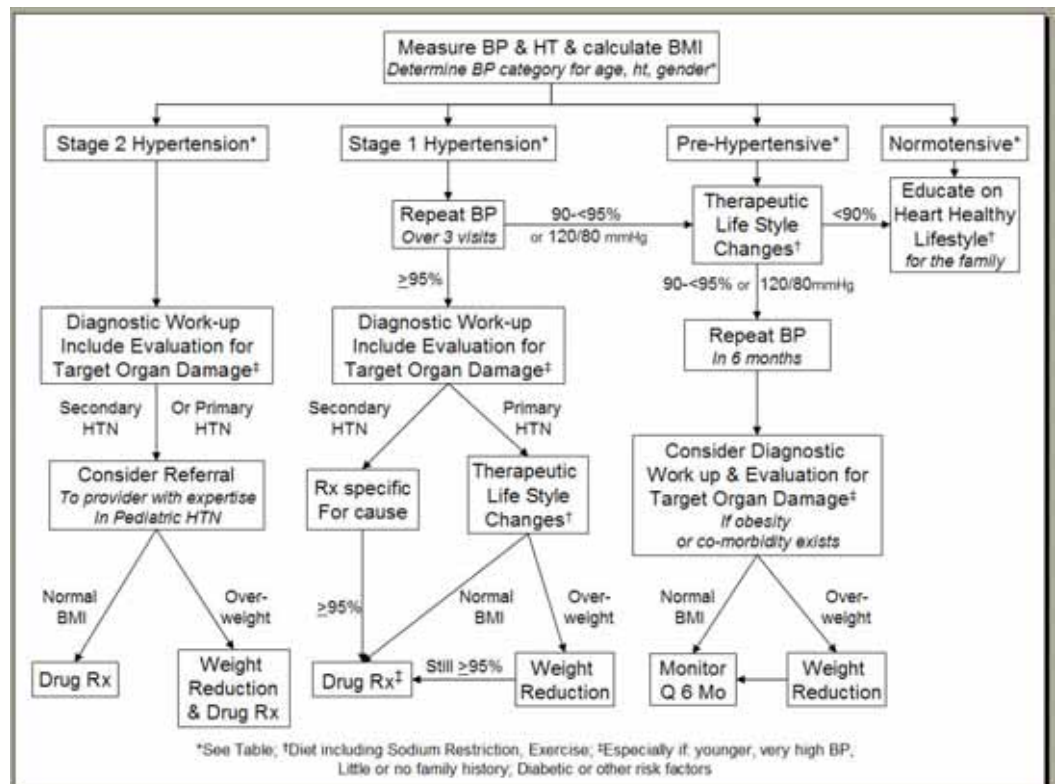 Measure BP & HT & calculate BMI
Determine BP category for age, ht, gender*
Stage 2 Hypertension*
Stage 1 Hypertension*
Pre-Hypertensive*
Normotensive*
Repeat BP
Over 3 visits
90-<95%
or 120/80 mmHg
Therapeutic
Life Style
Changes†
<90%
Educate on
Heart Healthy
Lifestyle†
for the family
≥95%
90-<95% or 120/80mmHg
Diagnostic Work-up
Include Evaluation for
Target Organ Damage‡
Diagnostic Work-up
Include Evaluation for
Target Organ Damage‡
Repeat BP
In 6 months
Secondary
HTN
Or Primary
HTN
Secondary
HTN
Primary
HTN
Consider Referral
To provider with expertise
In Pediatric HTN
Rx specific
For cause
Therapeutic
Life Style
Changes†
Consider Diagnostic
Work up & Evaluation for
Target Organ Damage‡
If obesity
or co-morbidity exists
Normal
BMI
Over-
weight
≥95%
Normal
BMI
Over-
weight
Normal
BMI
Over-
weight
Drug Rx
Weight
Reduction
& Drug Rx
Drug Rx‡
Still ≥95%
Weight
Reduction
Monitor
Q 6 Mo
Weight
Reduction
*See Table; †Diet including Sodium Restriction, Exercise; ‡Especially if: younger, very high BP,
Little or no family history; Diabetic or other risk factors